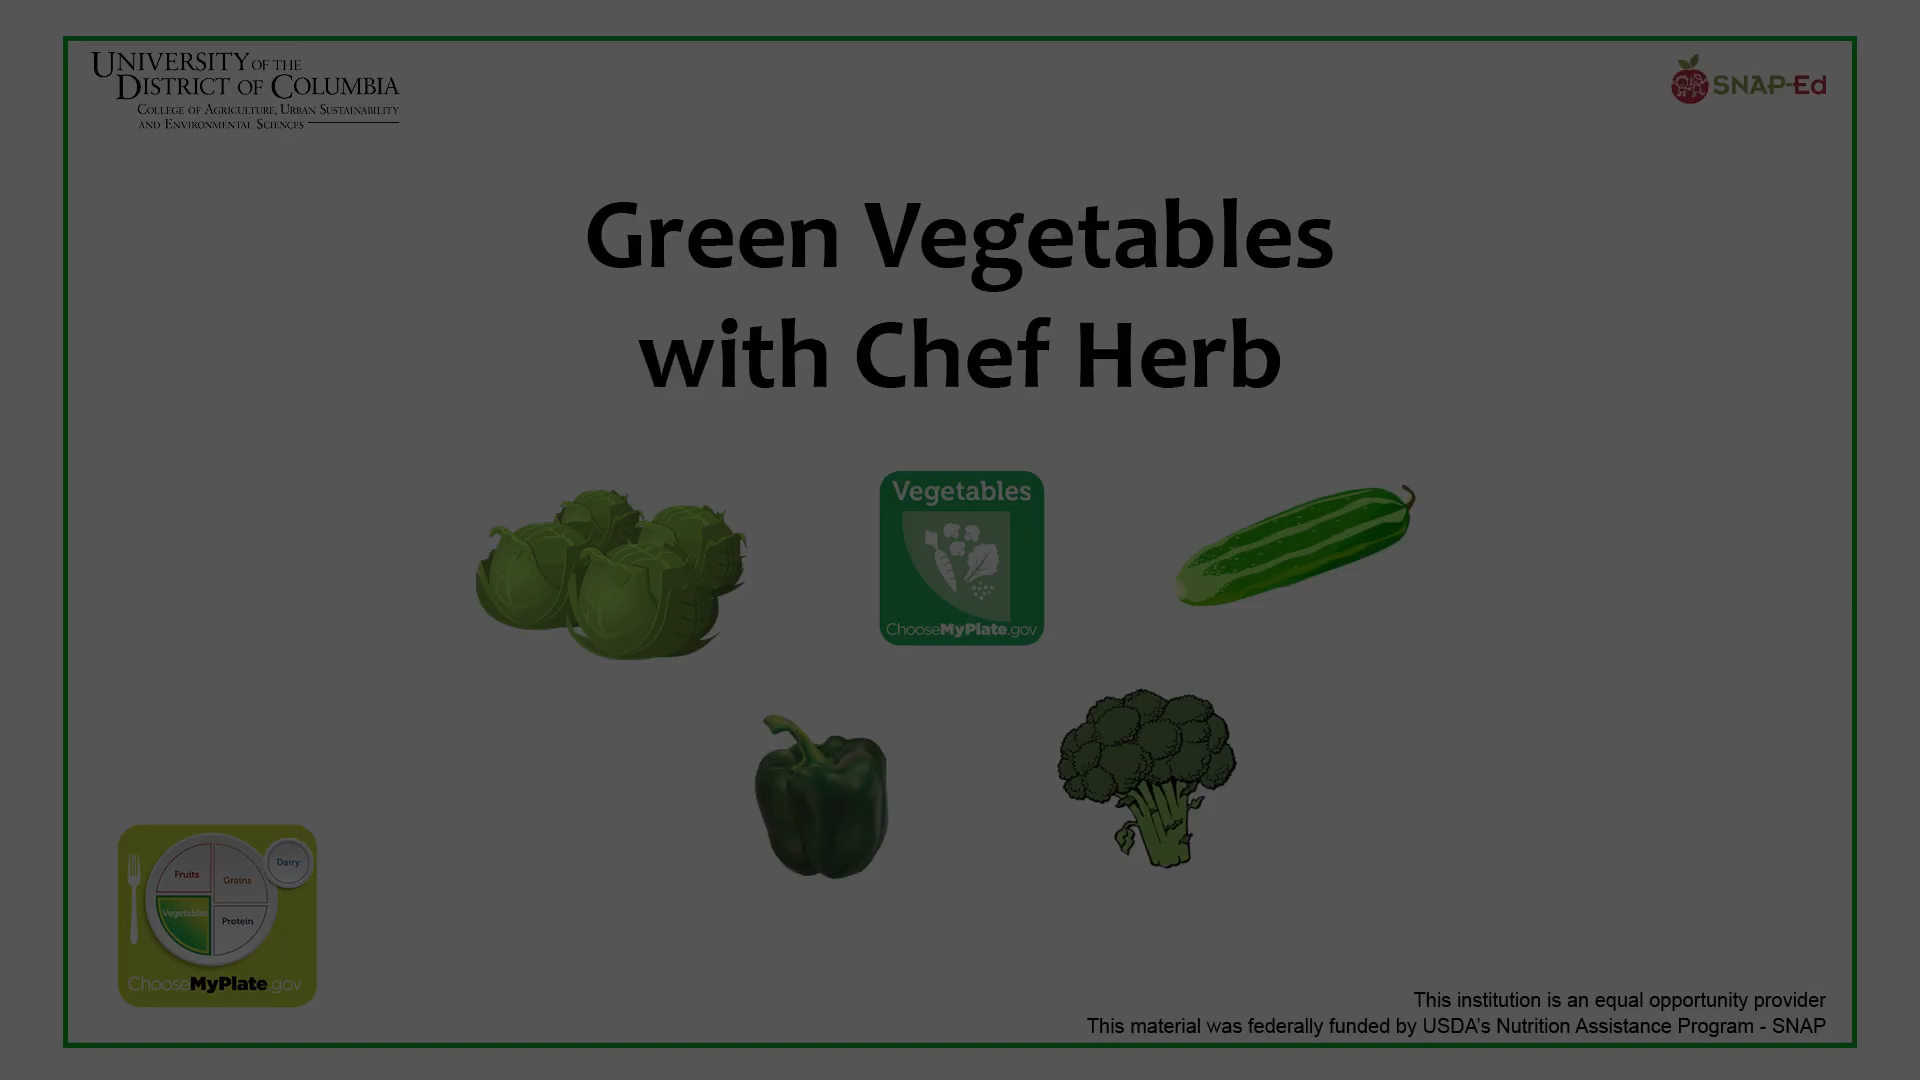 UNIVERSITY OF THE
DISTRICT OF COLUMBIA
COLLEGE OF AGRICULTURE, URBAN SUSTAINABILITY
AND ENVIRONMENTAL SCIENCES
SNAP-Ed
Green Vegetables
with Chef Herb
Vegetables
ChooseMyPlate.gov
Dairy
Fruits
Grains
Vegetables
Protein
ChooseMyPlate.gov
This institution is an equal opportunity provider
This material was federally funded by USDA's Nutrition Assistance Program - SNAP